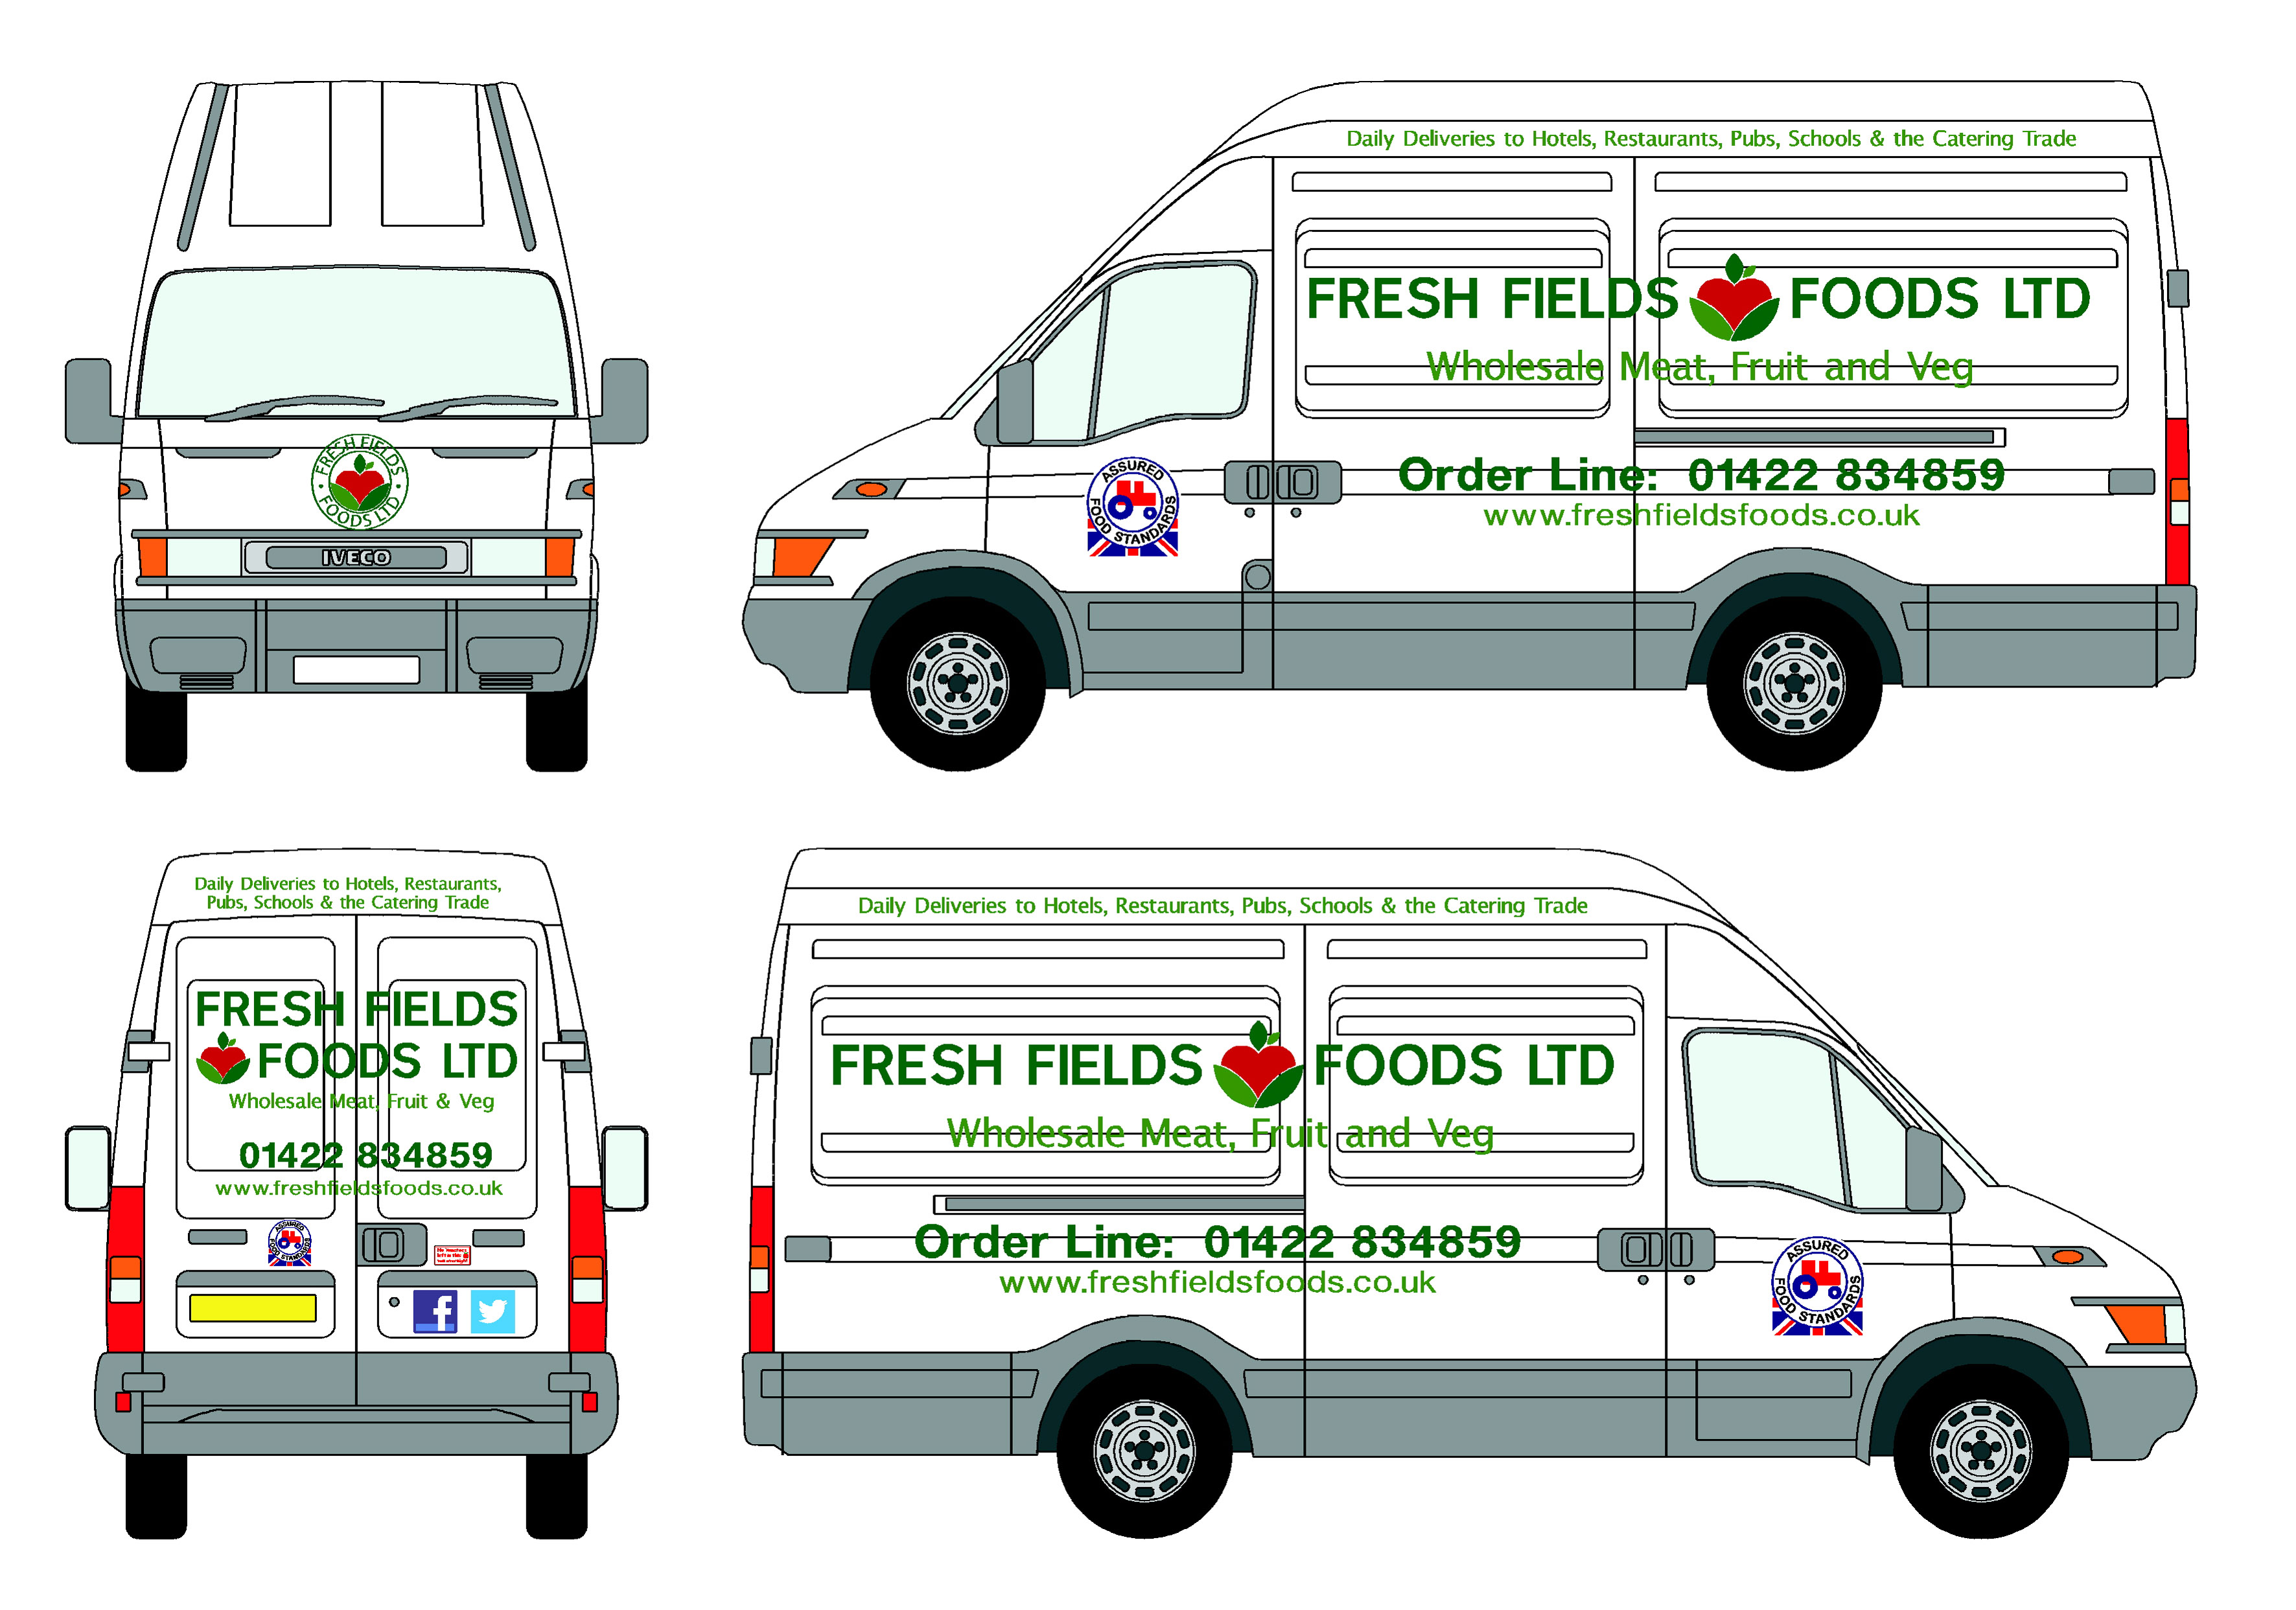 FRESH FIELDS
FOODS LTD
IVECO
Daily Deliveries to Hotels, Restaurants, Pubs, Schools & the Catering Trade
FRESH FIELDS FOODS LTD
Wholesale Meat, Fruit and Veg
Order Line: 01422 834859
www.freshfieldsfoods.co.uk
ASSURED
FOOD STANDARDS
Daily Deliveries to Hotels, Restaurants,
Pubs, Schools & the Catering Trade
FRESH FIELDS
FOODS LTD
Wholesale Meat, Fruit & Veg
01422 834859
www.freshfieldsfoods.co.uk
ASSURED
FOOD STANDARDS
f
Daily Deliveries to Hotels, Restaurants, Pubs, Schools & the Catering Trade
FRESH FIELDS FOODS LTD
Wholesale Meat, Fruit and Veg
Order Line: 01422 834859
www.freshfieldsfoods.co.uk
ASSURED
FOOD STANDARDS